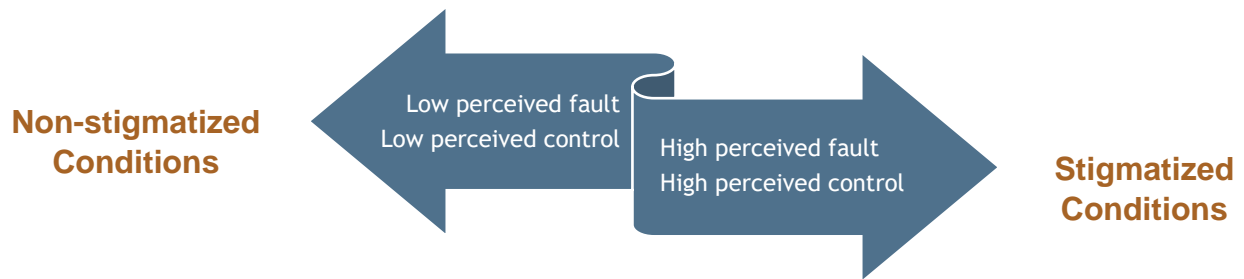 Non-stigmatized
Conditions
Low perceived fault
Low perceived control
High perceived fault
High perceived control
Stigmatized
Conditions